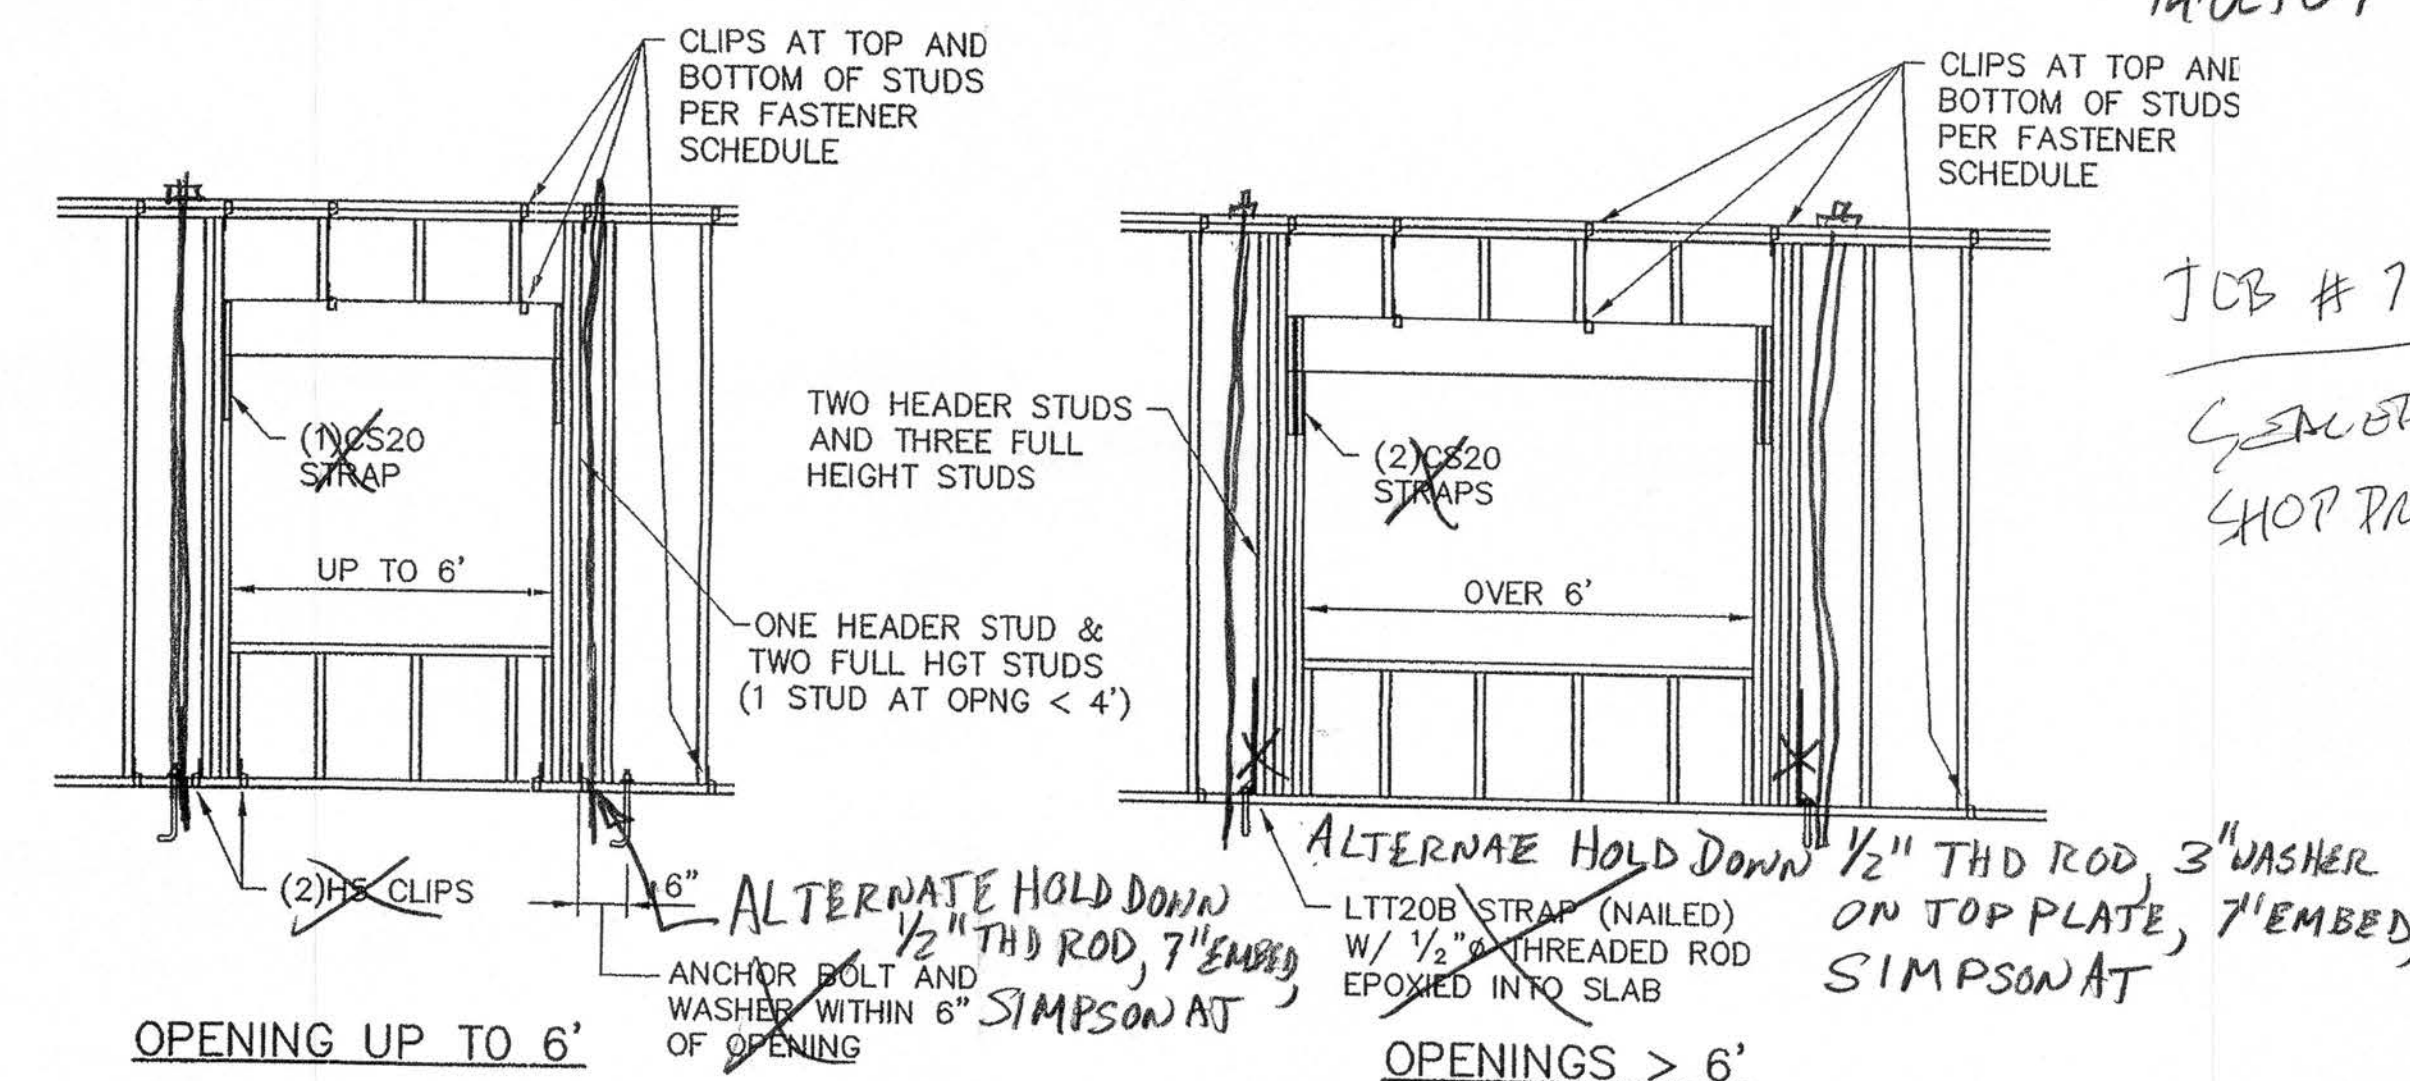 CLIPS AT TOP AND
BOTTOM OF STUDS
PER FASTENER
SCHEDULE
(1)CS20
STRAP
UP TO 6'
ONE HEADER STUD &
TWO FULL HGT STUDS
(1 STUD AT OPNG < 4')
(2)H5 CLIPS
6"
ALTERNATE HOLD DOWN
1/2" THD ROD, 7" EMBED,
SIMPSON AT
ANCHOR BOLT AND
WASHER WITHIN 6"
OF OPENING
OPENING UP TO 6'
CLIPS AT TOP AND
BOTTOM OF STUDS
PER FASTENER
SCHEDULE
TWO HEADER STUDS
AND THREE FULL
HEIGHT STUDS
(2)CS20
STRAPS
OVER 6'
ALTERNAE HOLD DOWN 1/2" THD ROD, 3" WASHER
ON TOP PLATE, 7" EMBED,
SIMPSON AT
LTT20B STRAP (NAILED)
W/ 1/2"ø THREADED ROD
EPOXIED INTO SLAB
OPENINGS > 6'
JOB # 7
SHOP